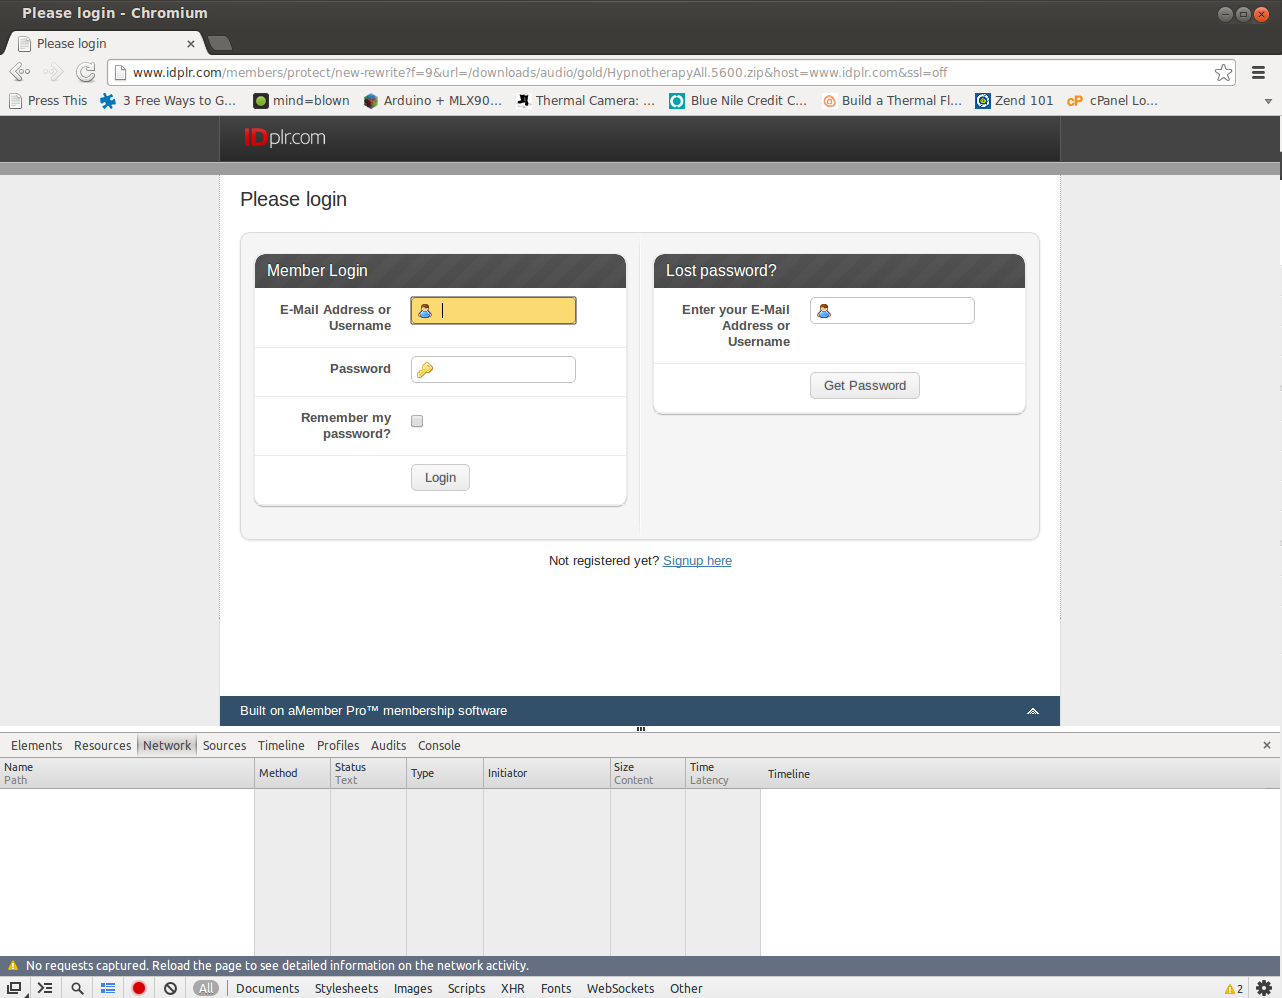 Please login - Chromium
Please login
www.idplr.com/members/protect/new-rewrite?f=9&url=/downloads/audio/gold/HypnotherapyAll.5600.zip&host=www.idplr.com&ssl=off
Press This 3 Free Ways to G... mind=blown Arduino + MLX90... Thermal Camera: ... Blue Nile Credit C... Build a Thermal Fl... Zend 101 cP cPanel Lo...
IDplr.com
Please login
Member Login
E-Mail Address or
Username
Password
Remember my
password?
Login
Lost password?
Enter your E-Mail
Address or
Username
Get Password
Not registered yet? Signup here
Built on aMember Pro™ membership software
Elements Resources Network Sources Timeline Profiles Audits Console
Name Method Status Type Initiator Size Time Timeline
Path Text Content Latency
No requests captured. Reload the page to see detailed information on the network activity.
All Documents Stylesheets Images Scripts XHR Fonts WebSockets Other 2